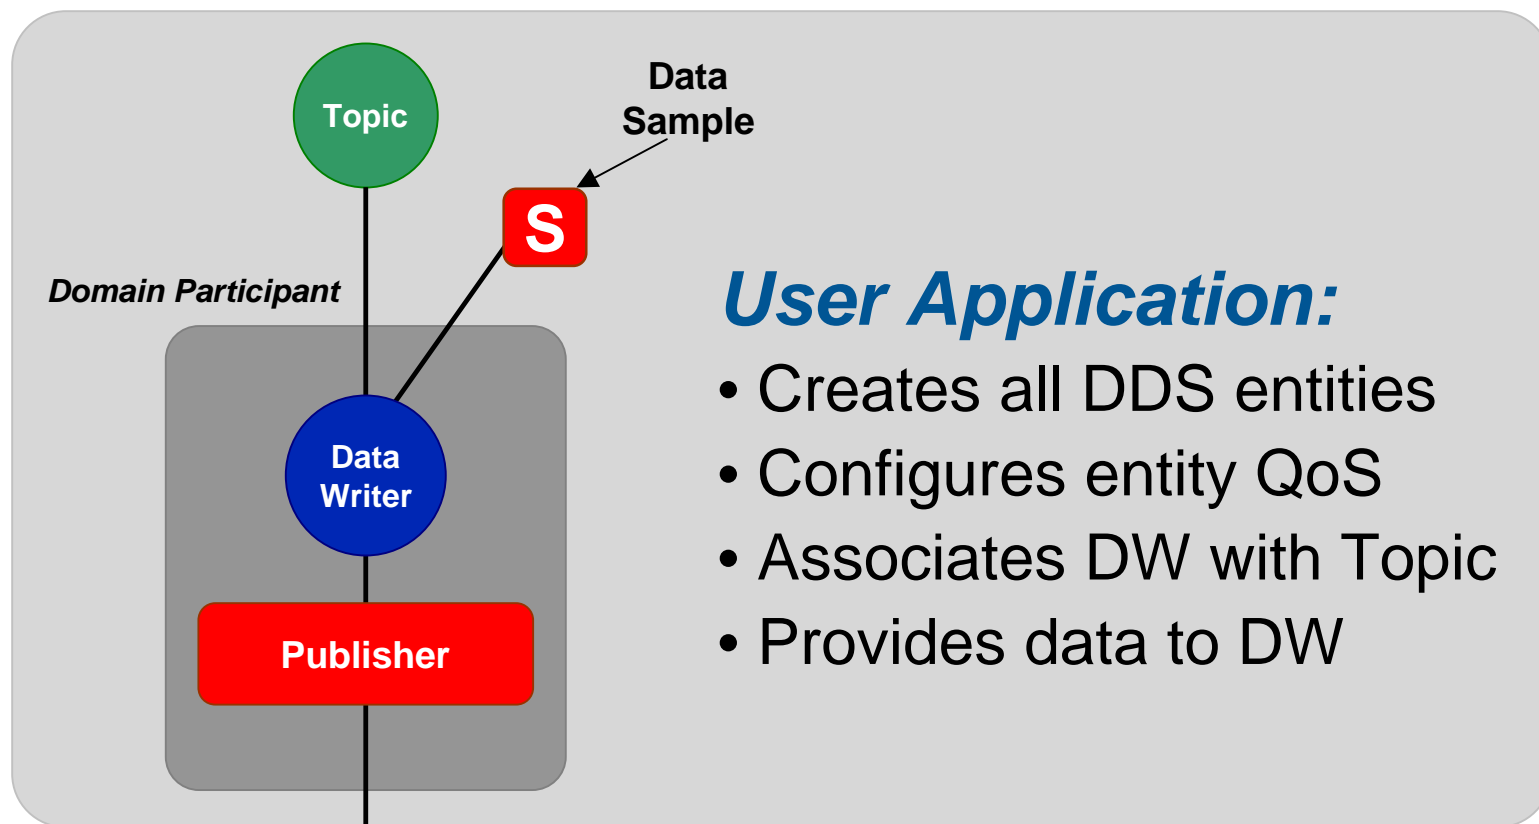 Topic
Data
Sample
S
Domain Participant
Data
Writer
Publisher
User Application:
• Creates all DDS entities
• Configures entity QoS
• Associates DW with Topic
• Provides data to DW